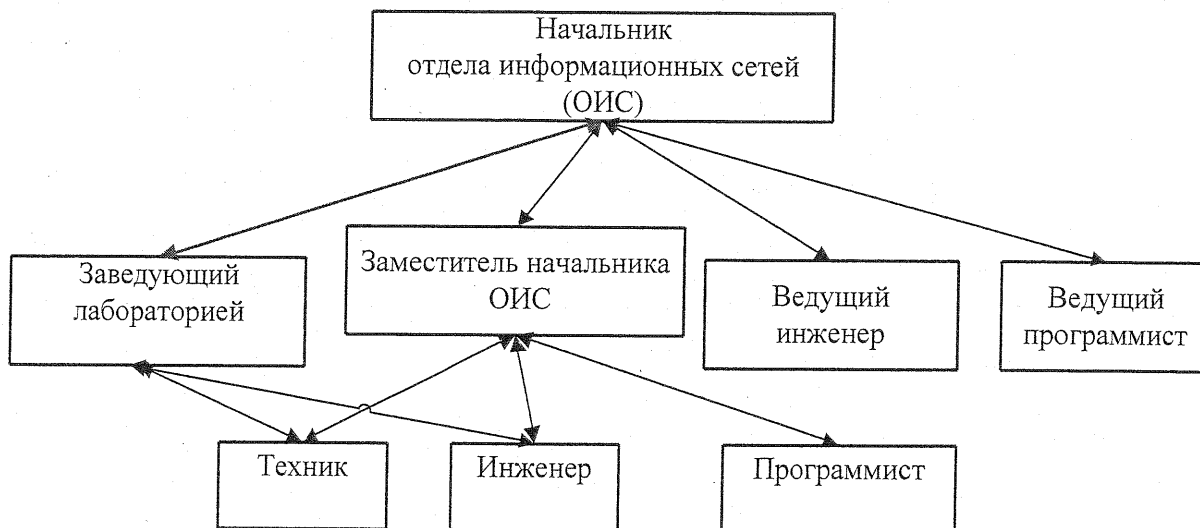 Начальник
отдела информационных сетей
(ОИС)
Заведующий
лабораторией
Заместитель начальника
ОИС
Ведущий
инженер
Ведущий
программист
Техник
Инженер
Программист